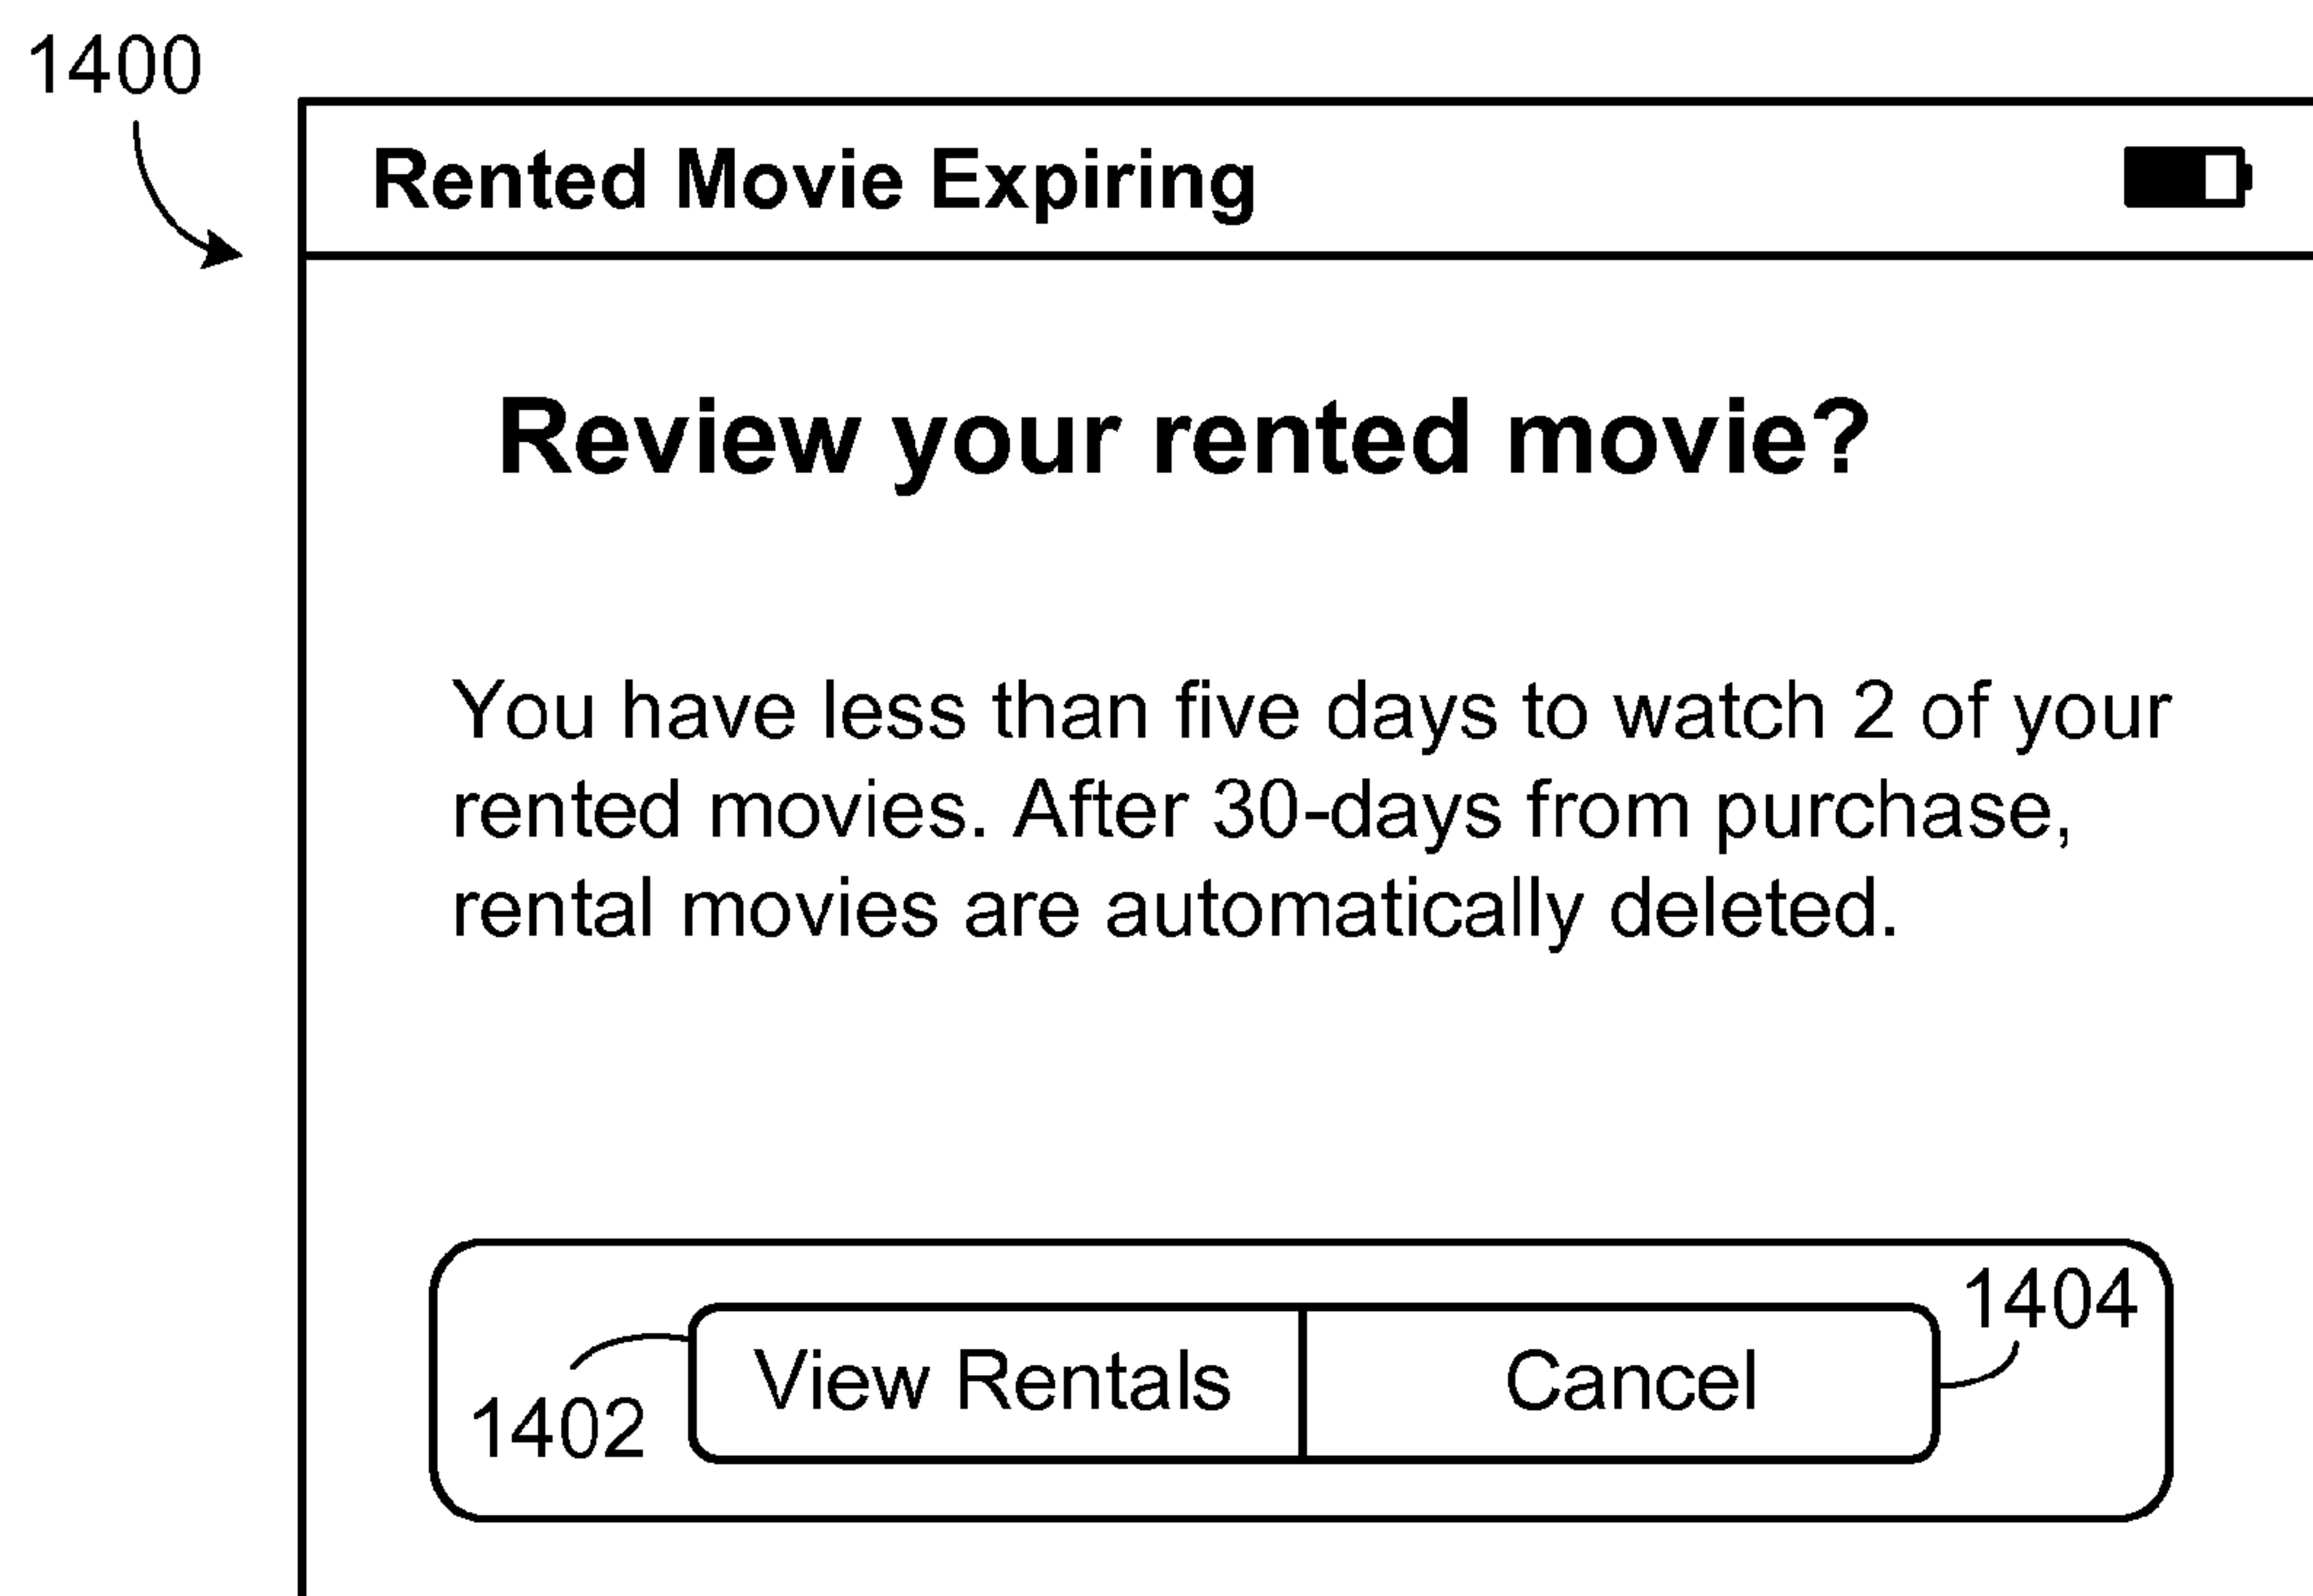 1400
Rented Movie Expiring
Review your rented movie?
You have less than five days to watch 2 of your
rented movies. After 30-days from purchase,
rental movies are automatically deleted.
1404
View Rentals Cancel
1402